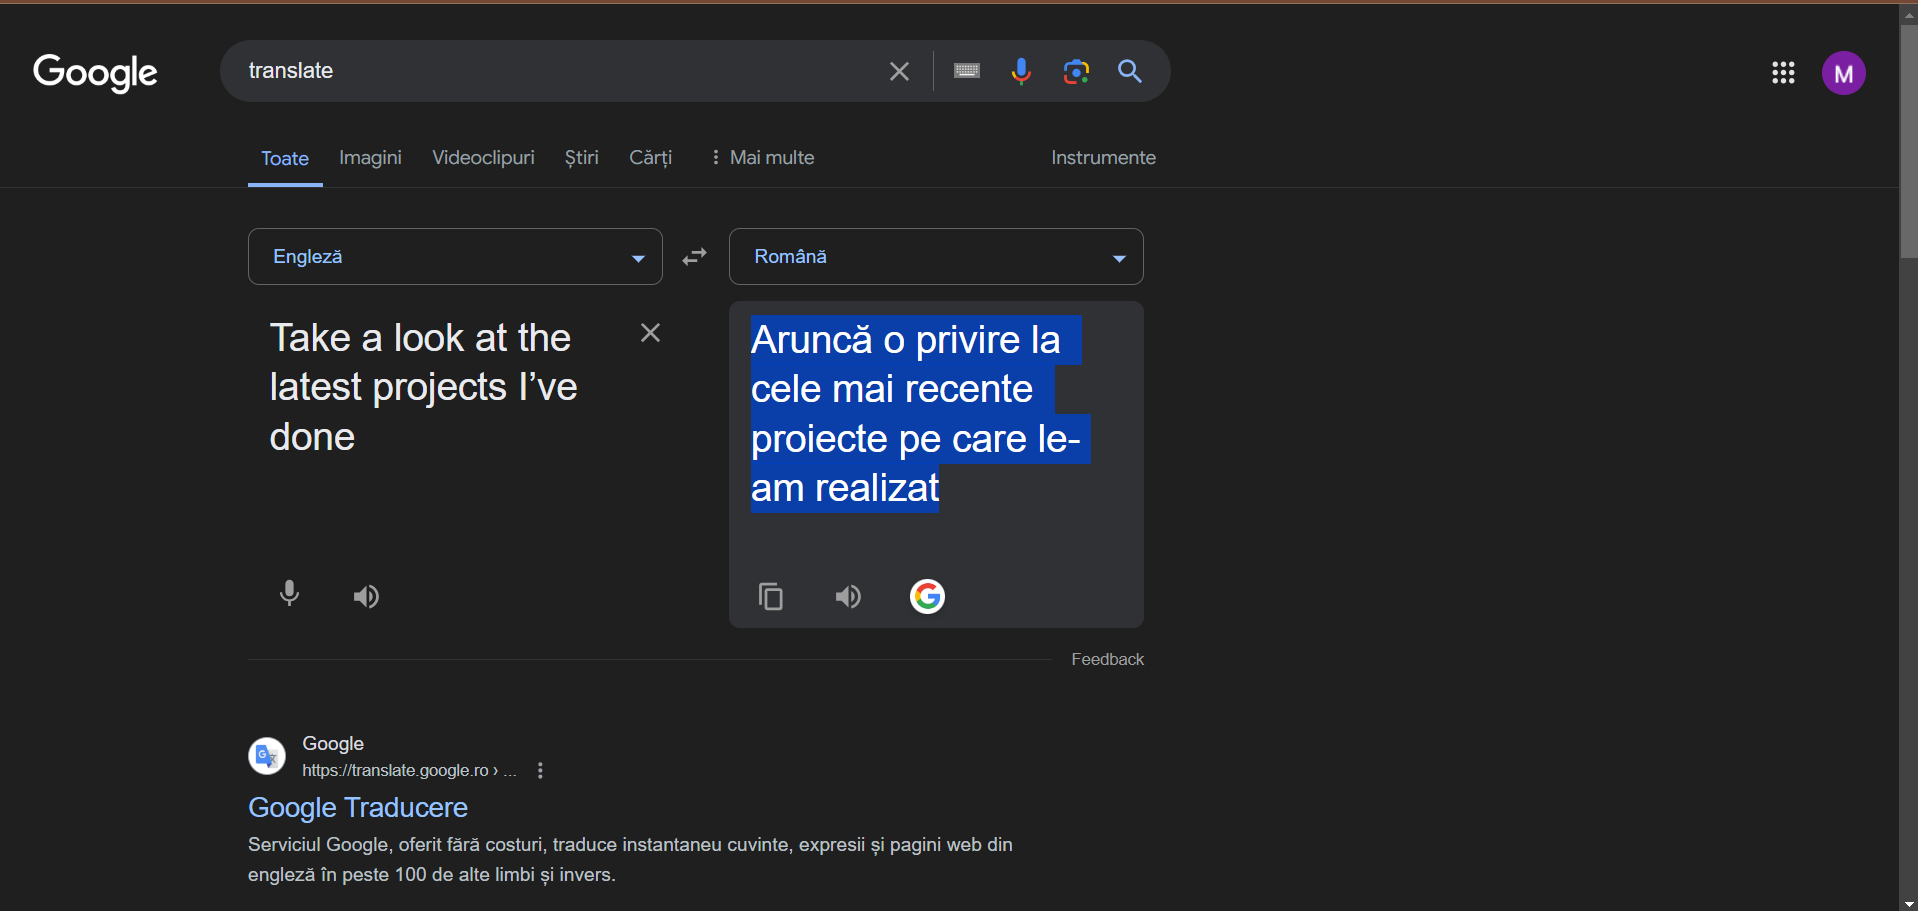 Google
translate
M
Toate
Imagini
Videoclipuri
Știri
Cărți
Mai multe
Instrumente
Engleză
Română
Take a look at the
latest projects I’ve
done
Aruncă o privire la
cele mai recente
proiecte pe care le-
am realizat
G
Feedback
Google
https://translate.google.ro › ...
Google Traducere
Serviciul Google, oferit fără costuri, traduce instantaneu cuvinte, expresii și pagini web din
engleză în peste 100 de alte limbi și invers.